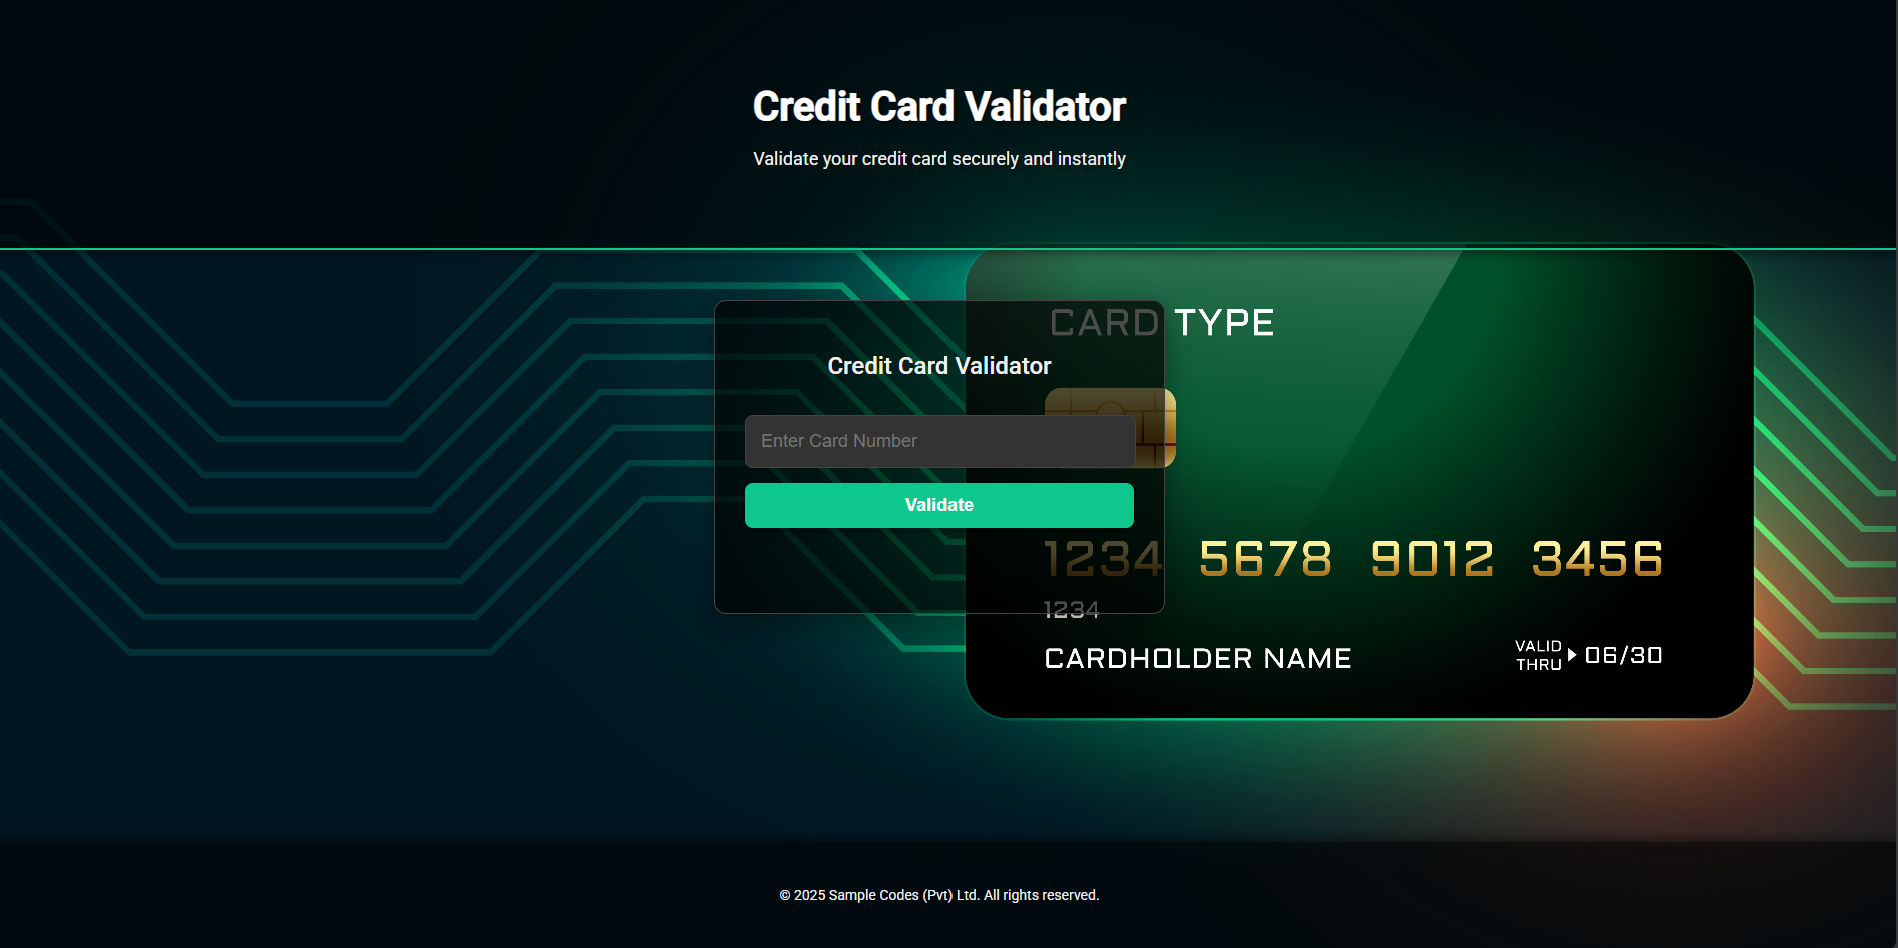 Credit Card Validator
Validate your credit card securely and instantly
CARD TYPE
Credit Card Validator
Enter Card Number
Validate
1234 5678 9012 3456
1234
CARDHOLDER NAME
VALID
THRU
06/30
© 2025 Sample Codes (Pvt) Ltd. All rights reserved.